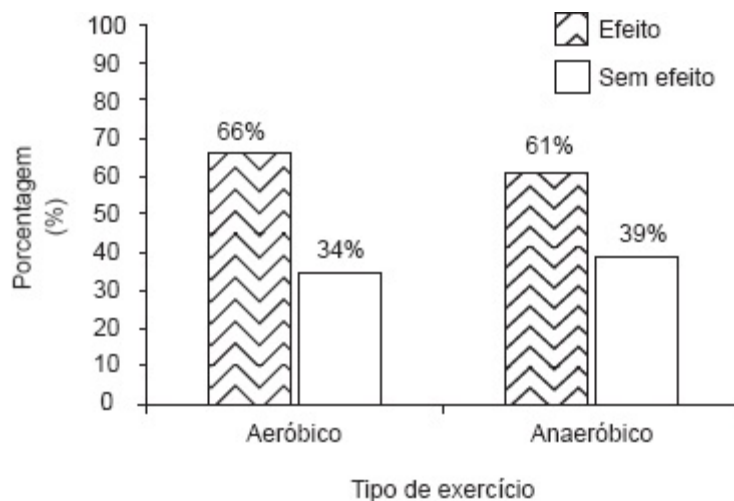 Efeito
Sem efeito
Porcentagem
(%)
100
90
80
70
60
50
40
30
20
10
0
66%
34%
61%
39%
Aeróbico
Anaeróbico
Tipo de exercício